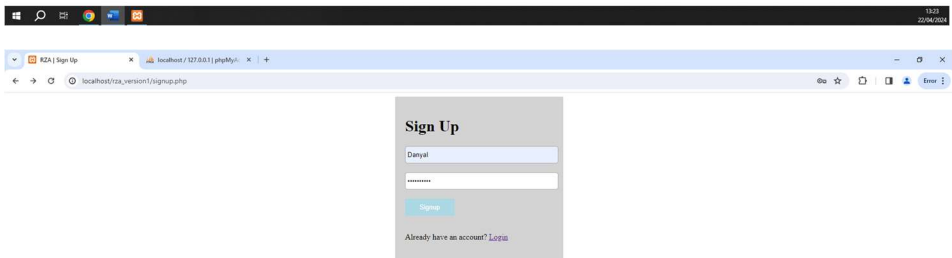 13:23
22/04/2024
RZA | Sign Up
localhost / 127.0.0.1 | phpMyA
localhost/rza_version1/signup.php
Error
Sign Up
Danyal
••••••••••
Signup
Already have an account? Login